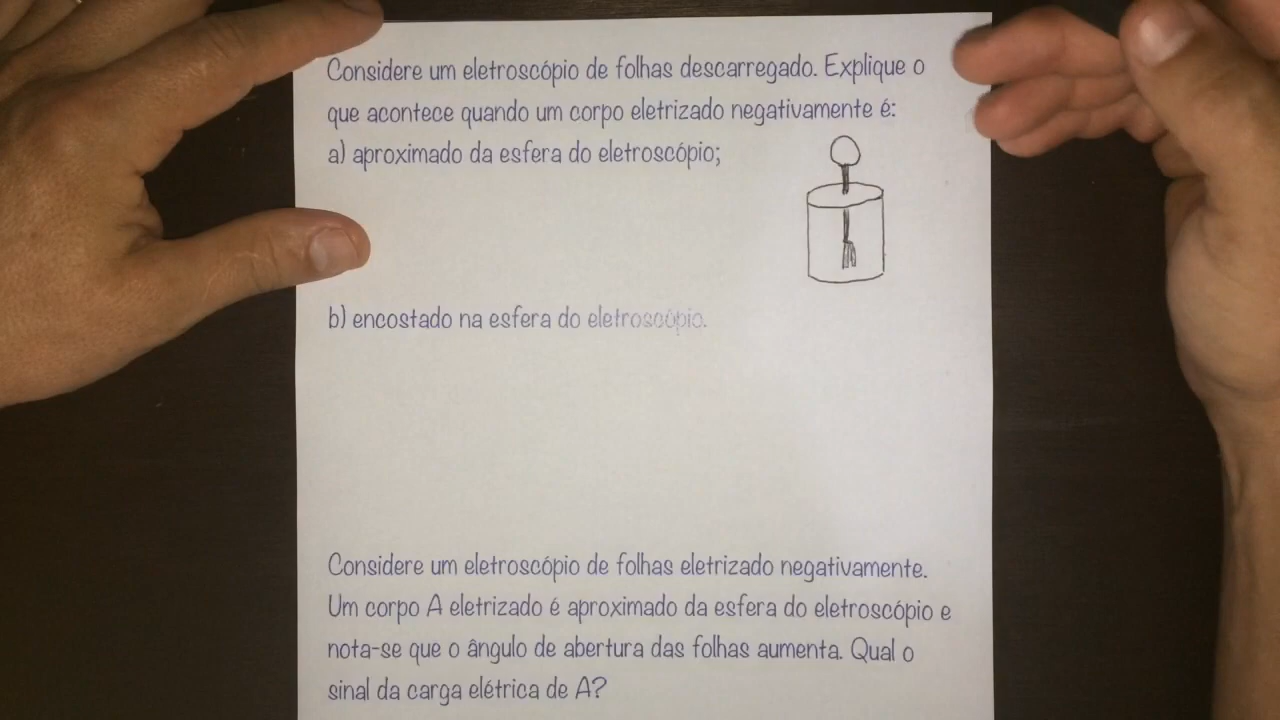 Considere um eletroscópio de folhas descarregado. Explique o
que acontece quando um corpo eletrizado negativamente é:
a) aproximado da esfera do eletroscópio;
b) encostado na esfera do eletroscópio.
Considere um eletroscópio de folhas eletrizado negativamente.
Um corpo A eletrizado é aproximado da esfera do eletroscópio e
nota-se que o ângulo de abertura das folhas aumenta. Qual o
sinal da carga elétrica de A?